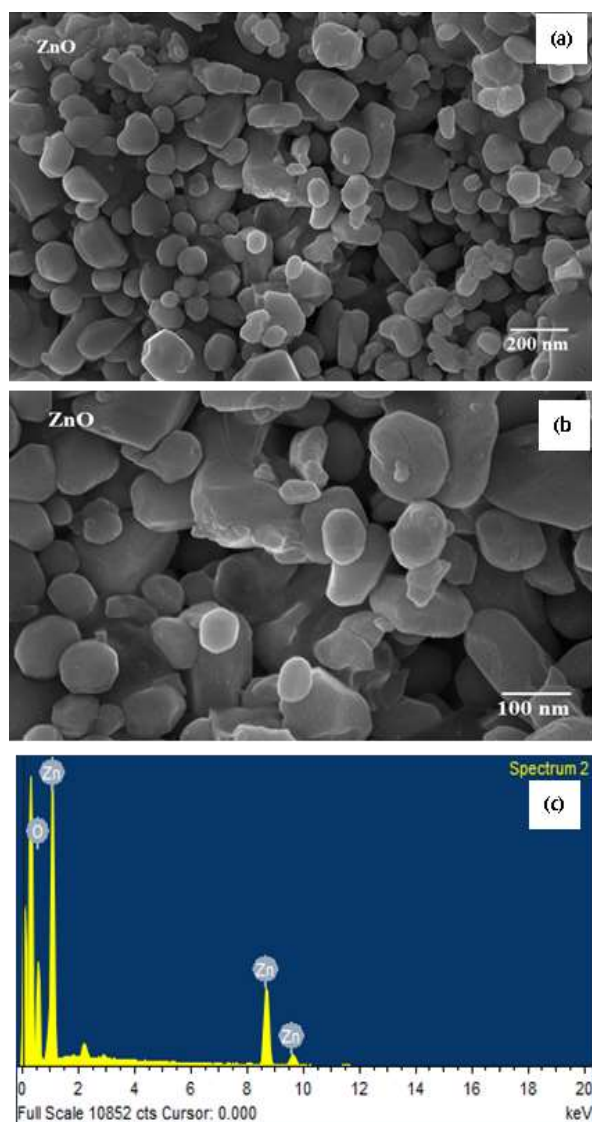 ZnO
(a)
200 nm
ZnO
(b
100 nm
Spectrum 2
(c)
Zn
O
Zn
Zn
0 2 4 6 8 10 12 14 16 18 20
Full Scale 10852 cts Cursor: 0.000 keV